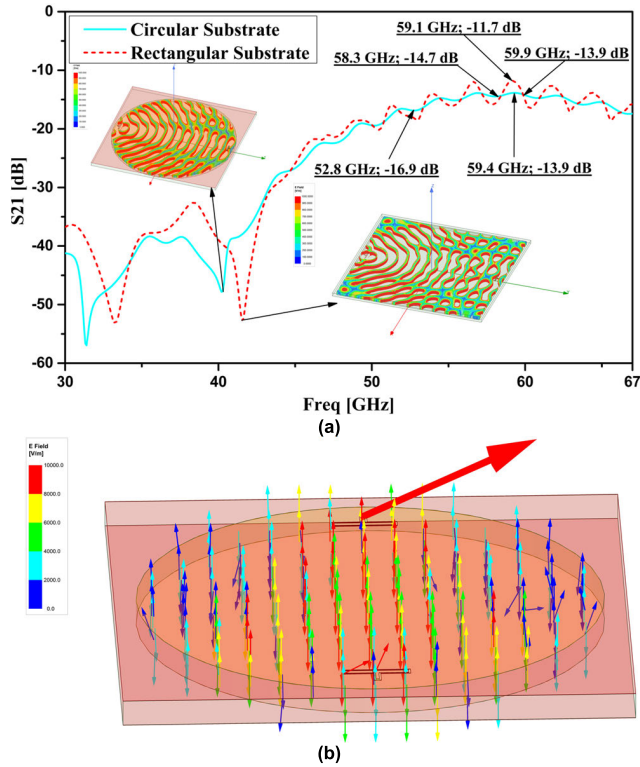 0
-10
-20
-30
-40
-50
-60
S21 [dB]
Circular Substrate
Rectangular Substrate
59.1 GHz; -11.7 dB
58.3 GHz; -14.7 dB
59.9 GHz; -13.9 dB
52.8 GHz; -16.9 dB
59.4 GHz; -13.9 dB
30
40
50
60
67
Freq [GHz]
(a)
E Field
[V/m]
10000.0
8000.0
6000.0
4000.0
2000.0
0.0
(b)